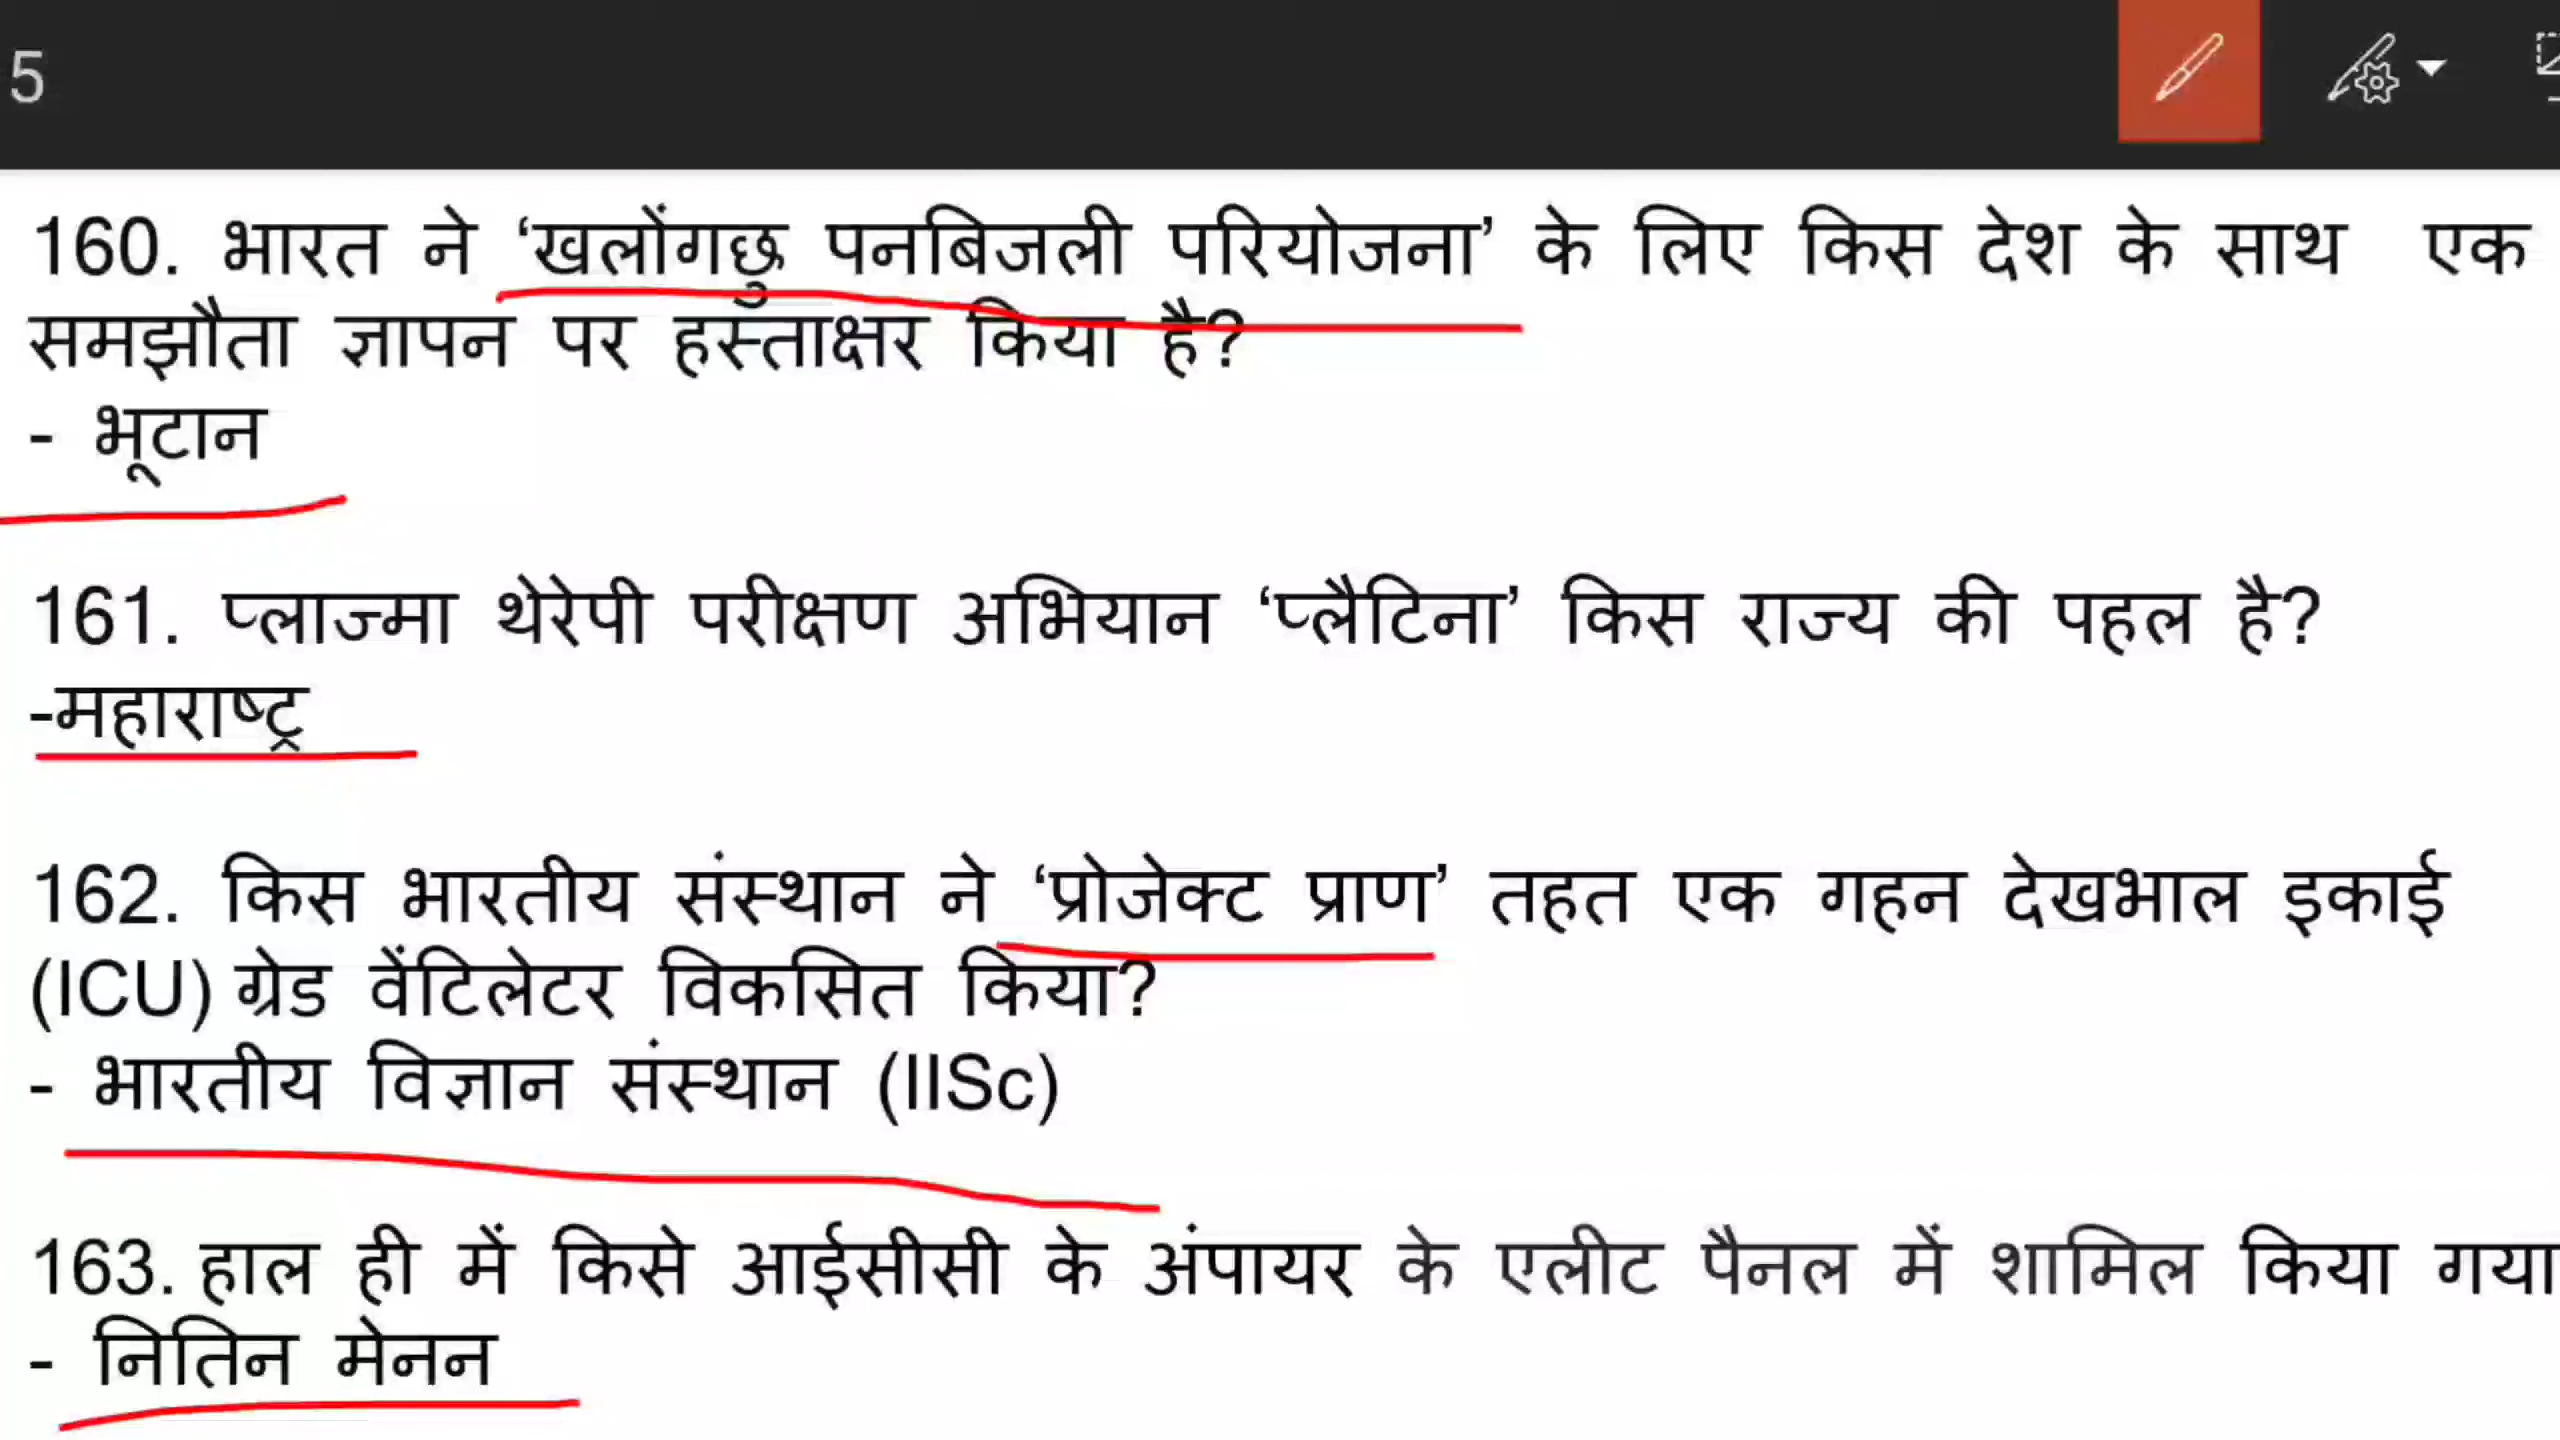 5
160. भारत ने ‘खलोंगछु पनबिजली परियोजना’ के लिए किस देश के साथ एक
समझौता ज्ञापन पर हस्ताक्षर किया है?
- भूटान
161. प्लाज्मा थेरेपी परीक्षण अभियान ‘प्लैटिना’ किस राज्य की पहल है?
-महाराष्ट्र
162. किस भारतीय संस्थान ने ‘प्रोजेक्ट प्राण’ तहत एक गहन देखभाल इकाई
(ICU) ग्रेड वेंटिलेटर विकसित किया?
- भारतीय विज्ञान संस्थान (IISc)
163. हाल ही में किसे आईसीसी के अंपायर के एलीट पैनल में शामिल किया गया
- नितिन मेनन